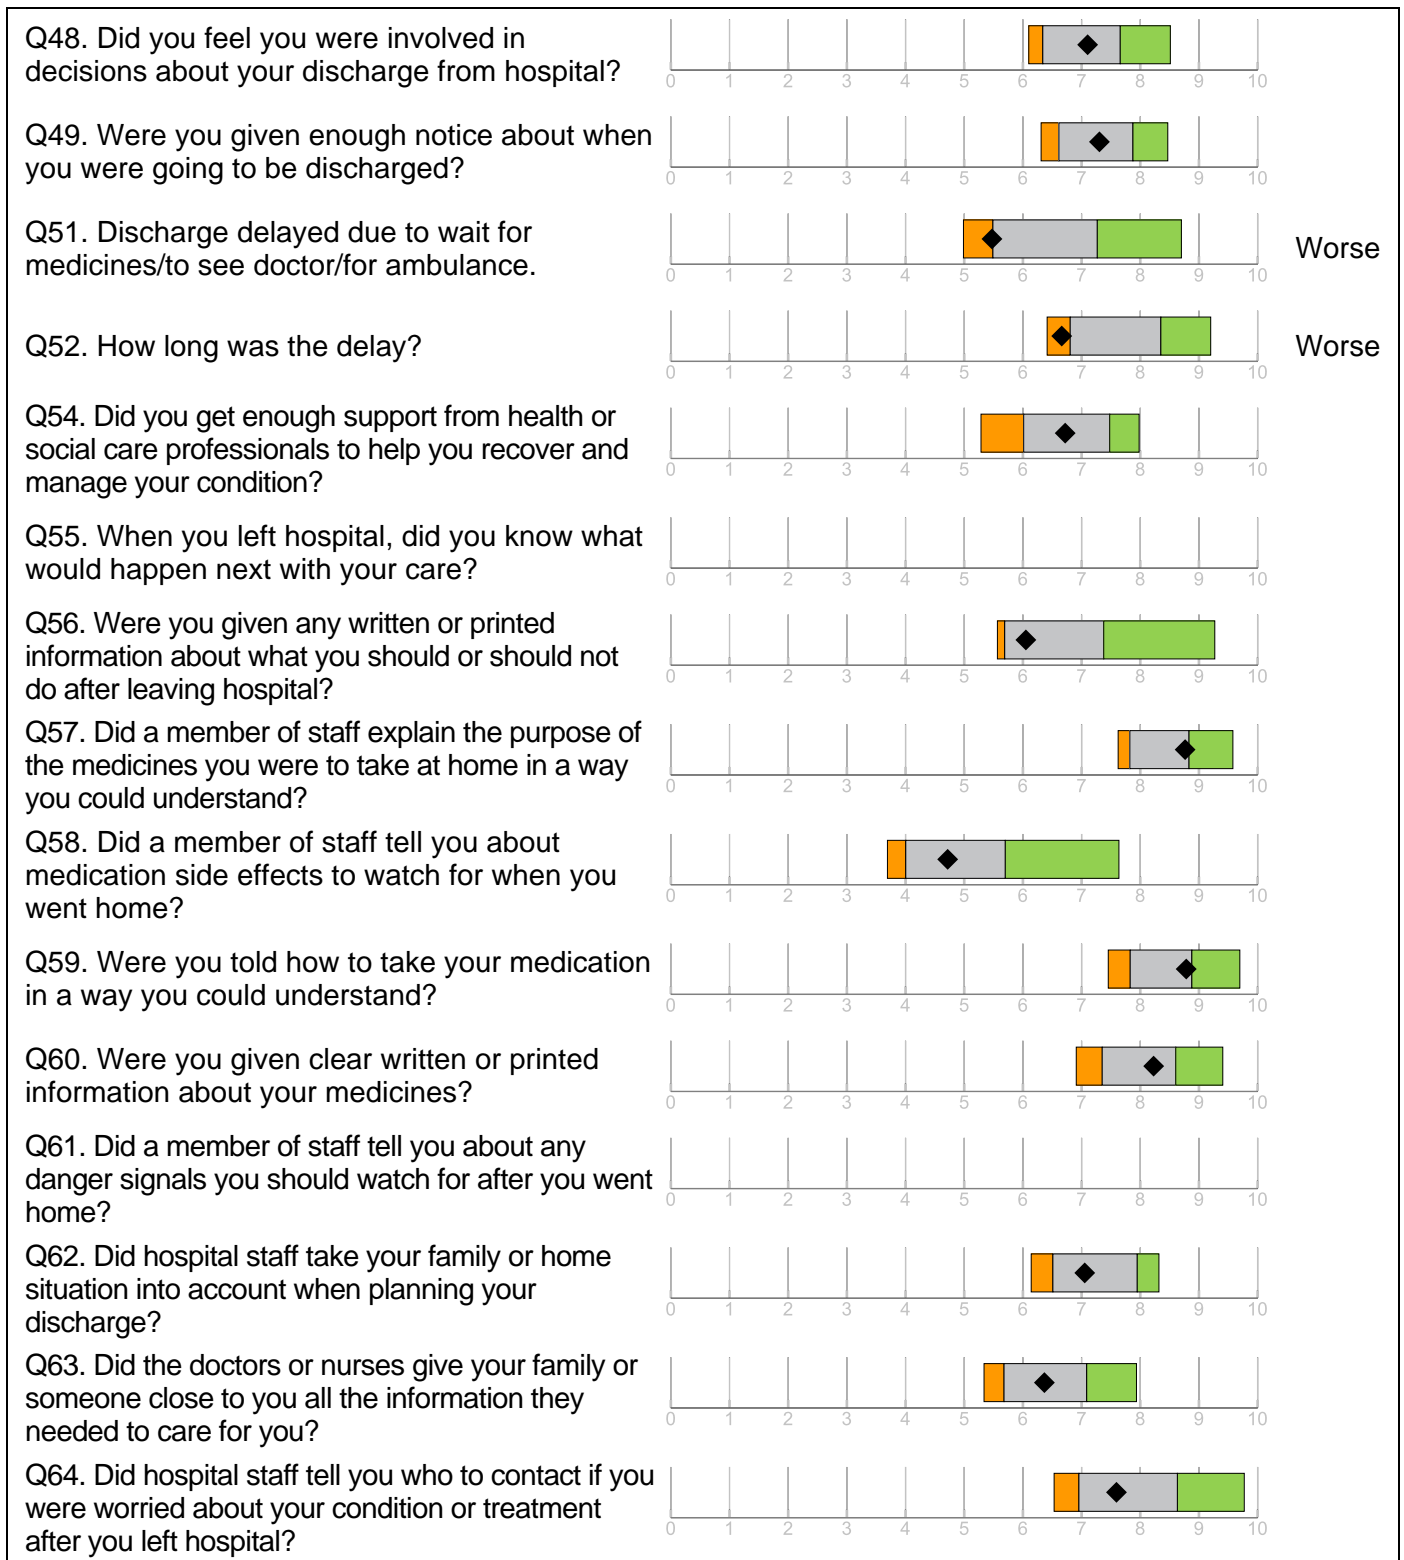 Q48. Did you feel you were involved in
decisions about your discharge from hospital?
0 1 2 3 4 5 6 7 8 9 10
Q49. Were you given enough notice about when
you were going to be discharged?
0 1 2 3 4 5 6 7 8 9 10
Q51. Discharge delayed due to wait for
medicines/to see doctor/for ambulance.
Worse
0 1 2 3 4 5 6 7 8 9 10
Q52. How long was the delay?
Worse
0 1 2 3 4 5 6 7 8 9 10
Q54. Did you get enough support from health or
social care professionals to help you recover and
manage your condition?
0 1 2 3 4 5 6 7 8 9 10
Q55. When you left hospital, did you know what
would happen next with your care?
0 1 2 3 4 5 6 7 8 9 10
Q56. Were you given any written or printed
information about what you should or should not
do after leaving hospital?
0 1 2 3 4 5 6 7 8 9 10
Q57. Did a member of staff explain the purpose of
the medicines you were to take at home in a way
you could understand?
0 1 2 3 4 5 6 7 8 9 10
Q58. Did a member of staff tell you about
medication side effects to watch for when you
went home?
0 1 2 3 4 5 6 7 8 9 10
Q59. Were you told how to take your medication
in a way you could understand?
0 1 2 3 4 5 6 7 8 9 10
Q60. Were you given clear written or printed
information about your medicines?
0 1 2 3 4 5 6 7 8 9 10
Q61. Did a member of staff tell you about any
danger signals you should watch for after you went
home?
0 1 2 3 4 5 6 7 8 9 10
Q62. Did hospital staff take your family or home
situation into account when planning your
discharge?
0 1 2 3 4 5 6 7 8 9 10
Q63. Did the doctors or nurses give your family or
someone close to you all the information they
needed to care for you?
0 1 2 3 4 5 6 7 8 9 10
Q64. Did hospital staff tell you who to contact if you
were worried about your condition or treatment
after you left hospital?
0 1 2 3 4 5 6 7 8 9 10